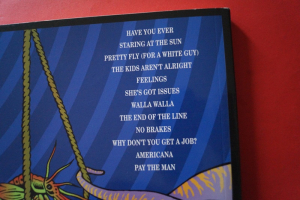 HAVE YOU EVER
STARING AT THE SUN
PRETTY FLY (FOR A WHITE GUY)
THE KIDS AREN'T ALRIGHT
FEELINGS
SHE'S GOT ISSUES
WALLA WALLA
THE END OF THE LINE
NO BRAKES
WHY DON'T YOU GET A JOB?
AMERICANA
PAY THE MAN